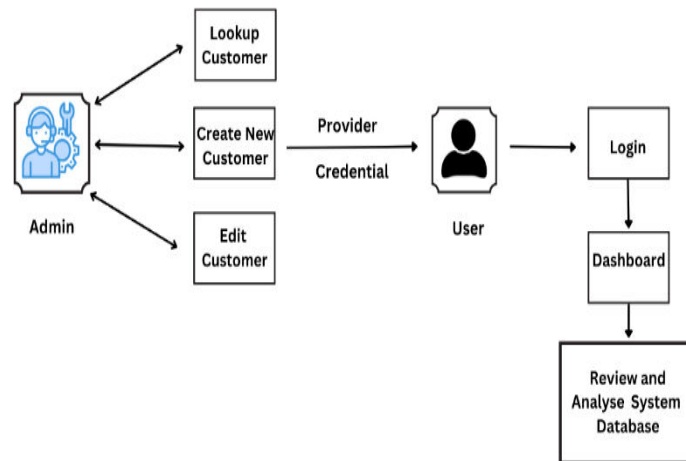 Lookup
Customer
Admin
Create New
Customer
Edit
Customer
Provider
Credential
User
Login
Dashboard
Review and
Analyse System
Database